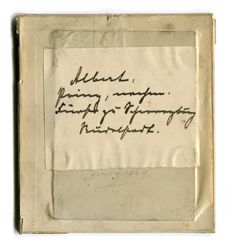 Albert,
Prinz, nachm.
Fürst zu Schwarzburg
Rudolstadt.